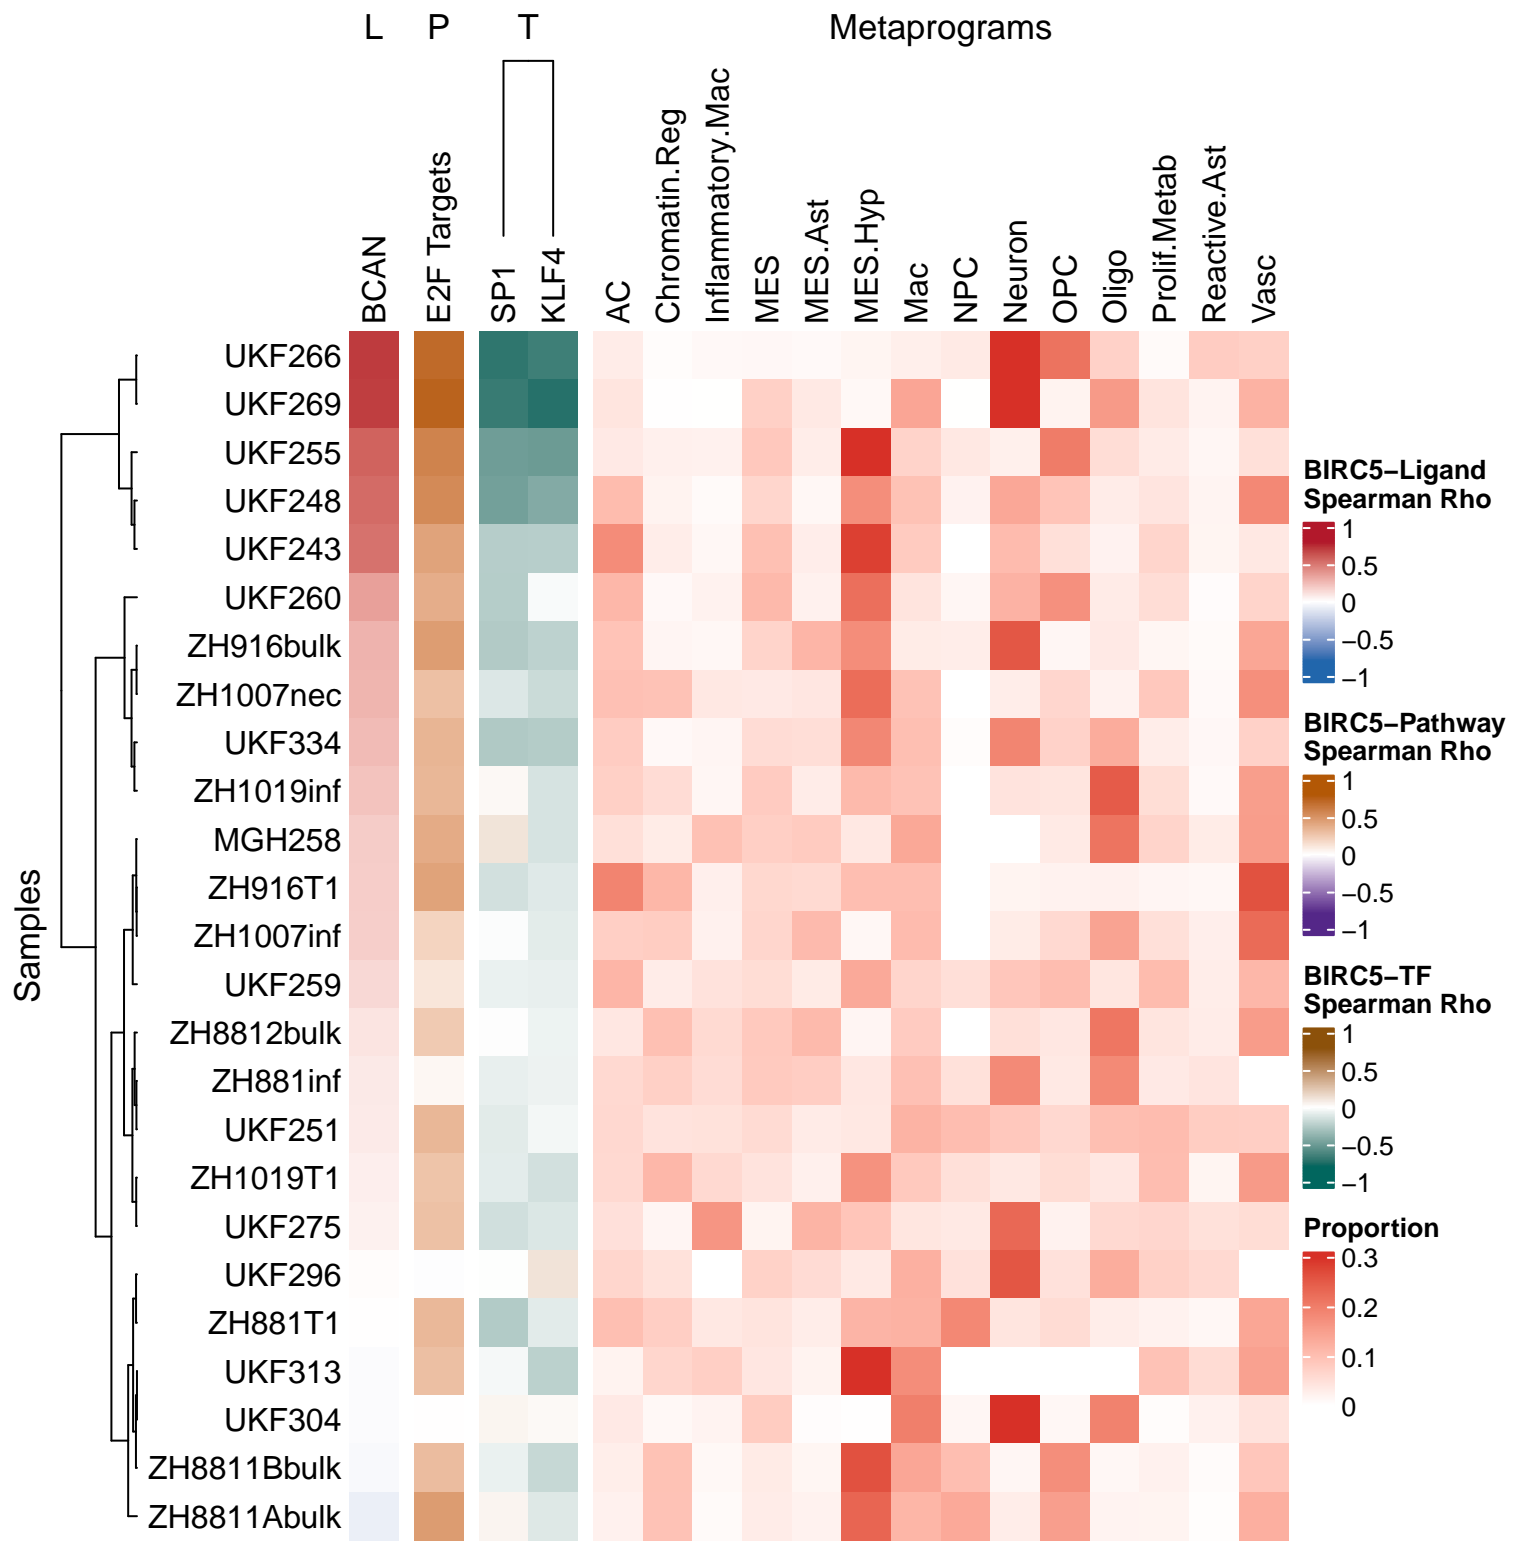 L P T Metaprograms
BCAN
E2F Targets
SP1
KLF4
AC
Chromatin.Reg
Inflammatory.Mac
MES
MES.Ast
MES.Hyp
Mac
NPC
Neuron
OPC
Oligo
Prolif.Metab
Reactive.Ast
Vasc
Samples
UKF266
UKF269
UKF255
UKF248
UKF243
UKF260
ZH916bulk
ZH1007nec
UKF334
ZH1019inf
MGH258
ZH916T1
ZH1007inf
UKF259
ZH8812bulk
ZH881inf
UKF251
ZH1019T1
UKF275
UKF296
ZH881T1
UKF313
UKF304
ZH8811Bbulk
ZH8811Abulk
BIRC5−Ligand
Spearman Rho
1
0.5
0
−0.5
−1
BIRC5−Pathway
Spearman Rho
1
0.5
0
−0.5
−1
BIRC5−TF
Spearman Rho
1
0.5
0
−0.5
−1
Proportion
0.3
0.2
0.1
0